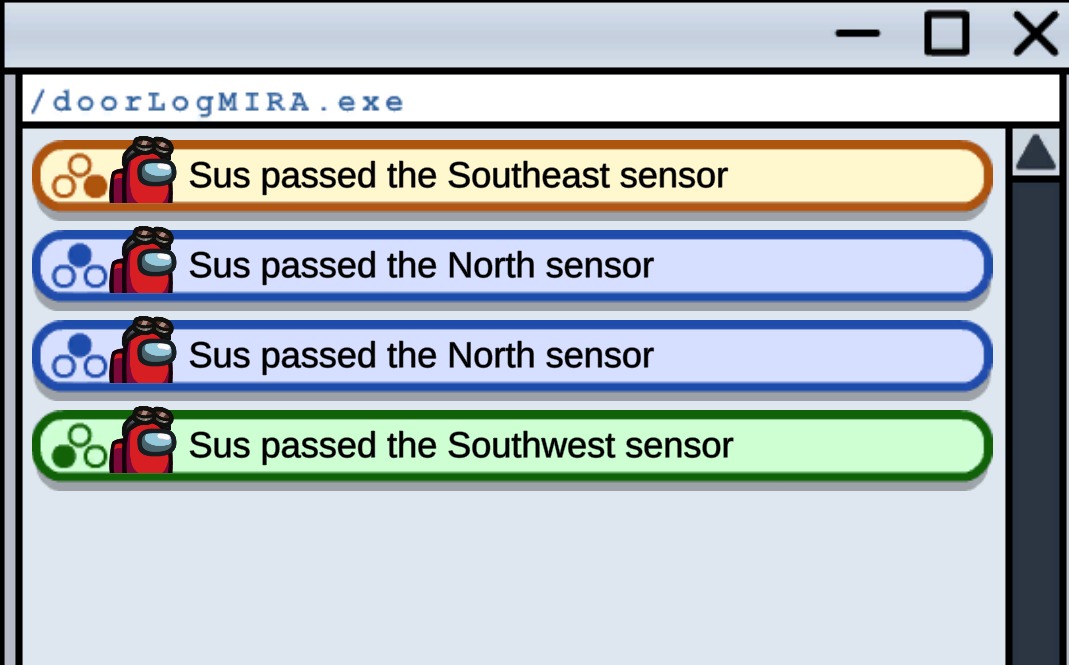 /doorLogMIRA.exe
Sus passed the Southeast sensor
Sus passed the North sensor
Sus passed the North sensor
Sus passed the Southwest sensor